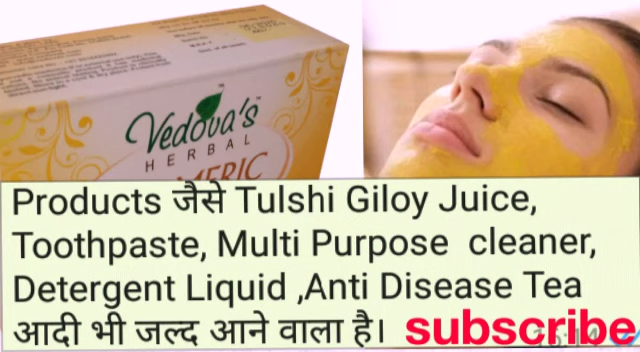 Vedova's
HERBAL
Products जैसे Tulshi Giloy Juice,
Toothpaste, Multi Purpose cleaner,
Detergent Liquid ,Anti Disease Tea
आदी भी जल्द आने वाला है। subscribe